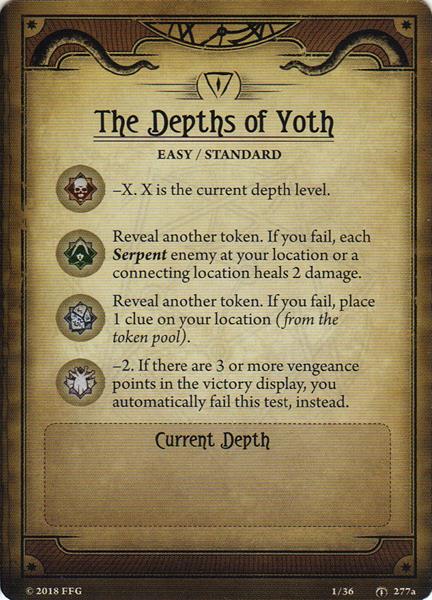 The Depths of Yoth
EASY / STANDARD
–X. X is the current depth level.
Reveal another token. If you fail, each
Serpent enemy at your location or a
connecting location heals 2 damage.
Reveal another token. If you fail, place
1 clue on your location (from the
token pool).
–2. If there are 3 or more vengeance
points in the victory display, you
automatically fail this test, instead.
Current Depth
© 2018 FFG 1/36 277a